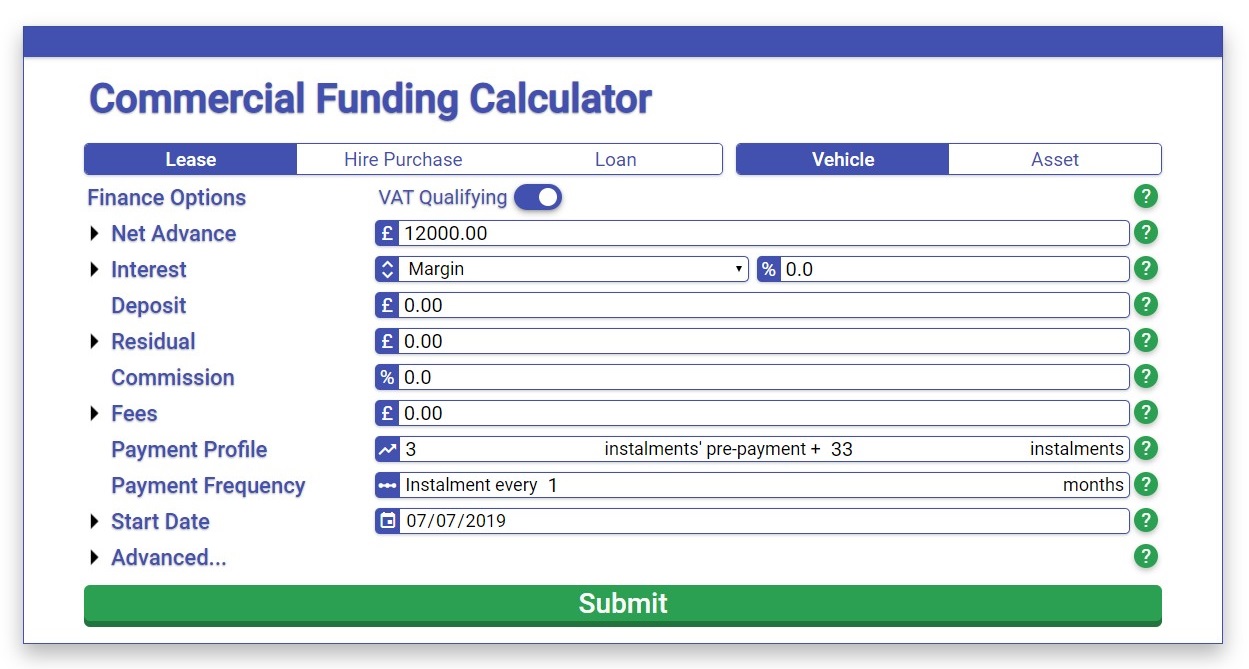 Commercial Funding Calculator
Lease Hire Purchase Loan Vehicle Asset
Finance Options VAT Qualifying ?
Net Advance £ 12000.00 ?
Interest Margin % 0.0 ?
Deposit £ 0.00 ?
Residual £ 0.00 ?
Commission % 0.0 ?
Fees £ 0.00 ?
Payment Profile 3 instalments' pre-payment + 33 instalments ?
Payment Frequency Instalment every 1 months ?
Start Date 07/07/2019 ?
Advanced... ?
Submit